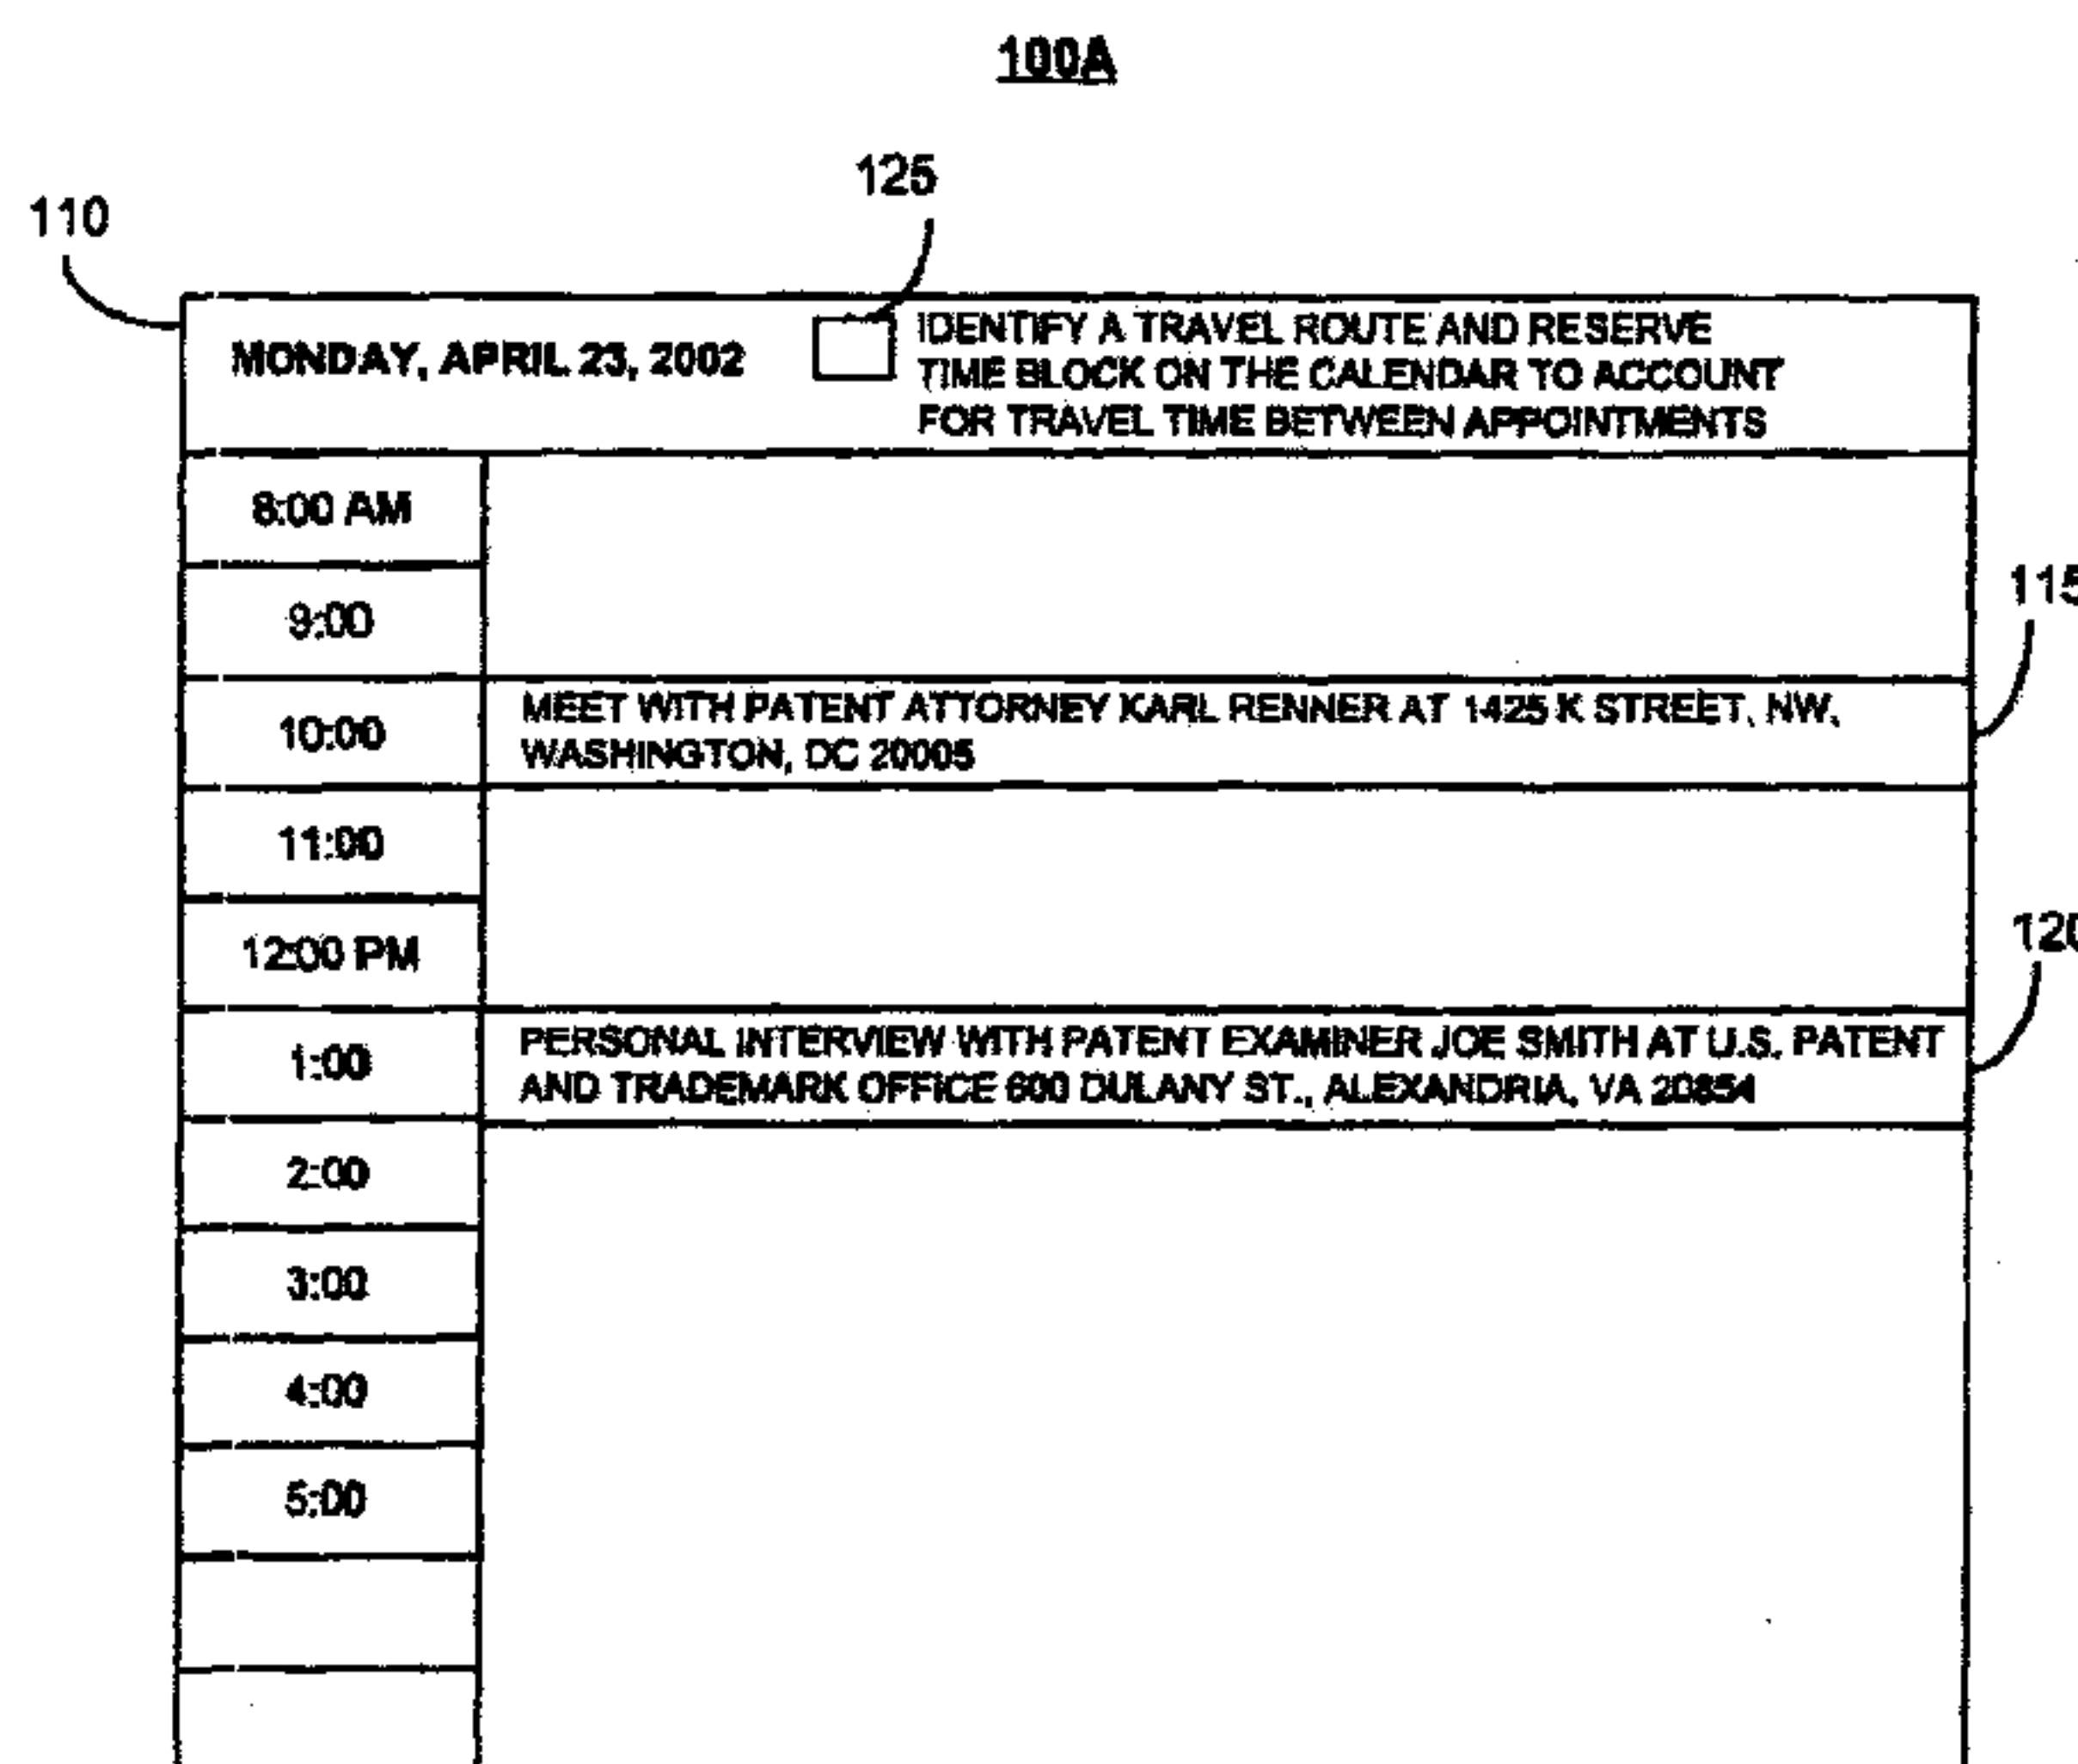 100A
125
110
MONDAY, APRIL 23, 2002
IDENTIFY A TRAVEL ROUTE AND RESERVE
TIME BLOCK ON THE CALENDAR TO ACCOUNT
FOR TRAVEL TIME BETWEEN APPOINTMENTS
8:00 AM
9:00
115
10:00
MEET WITH PATENT ATTORNEY KARL RENNER AT 1425 K STREET, NW,
WASHINGTON, DC 20005
11:00
12:00 PM
120
1:00
PERSONAL INTERVIEW WITH PATENT EXAMINER JOE SMITH AT U.S. PATENT
AND TRADEMARK OFFICE 600 DULANY ST., ALEXANDRIA, VA 20854
2:00
3:00
4:00
5:00